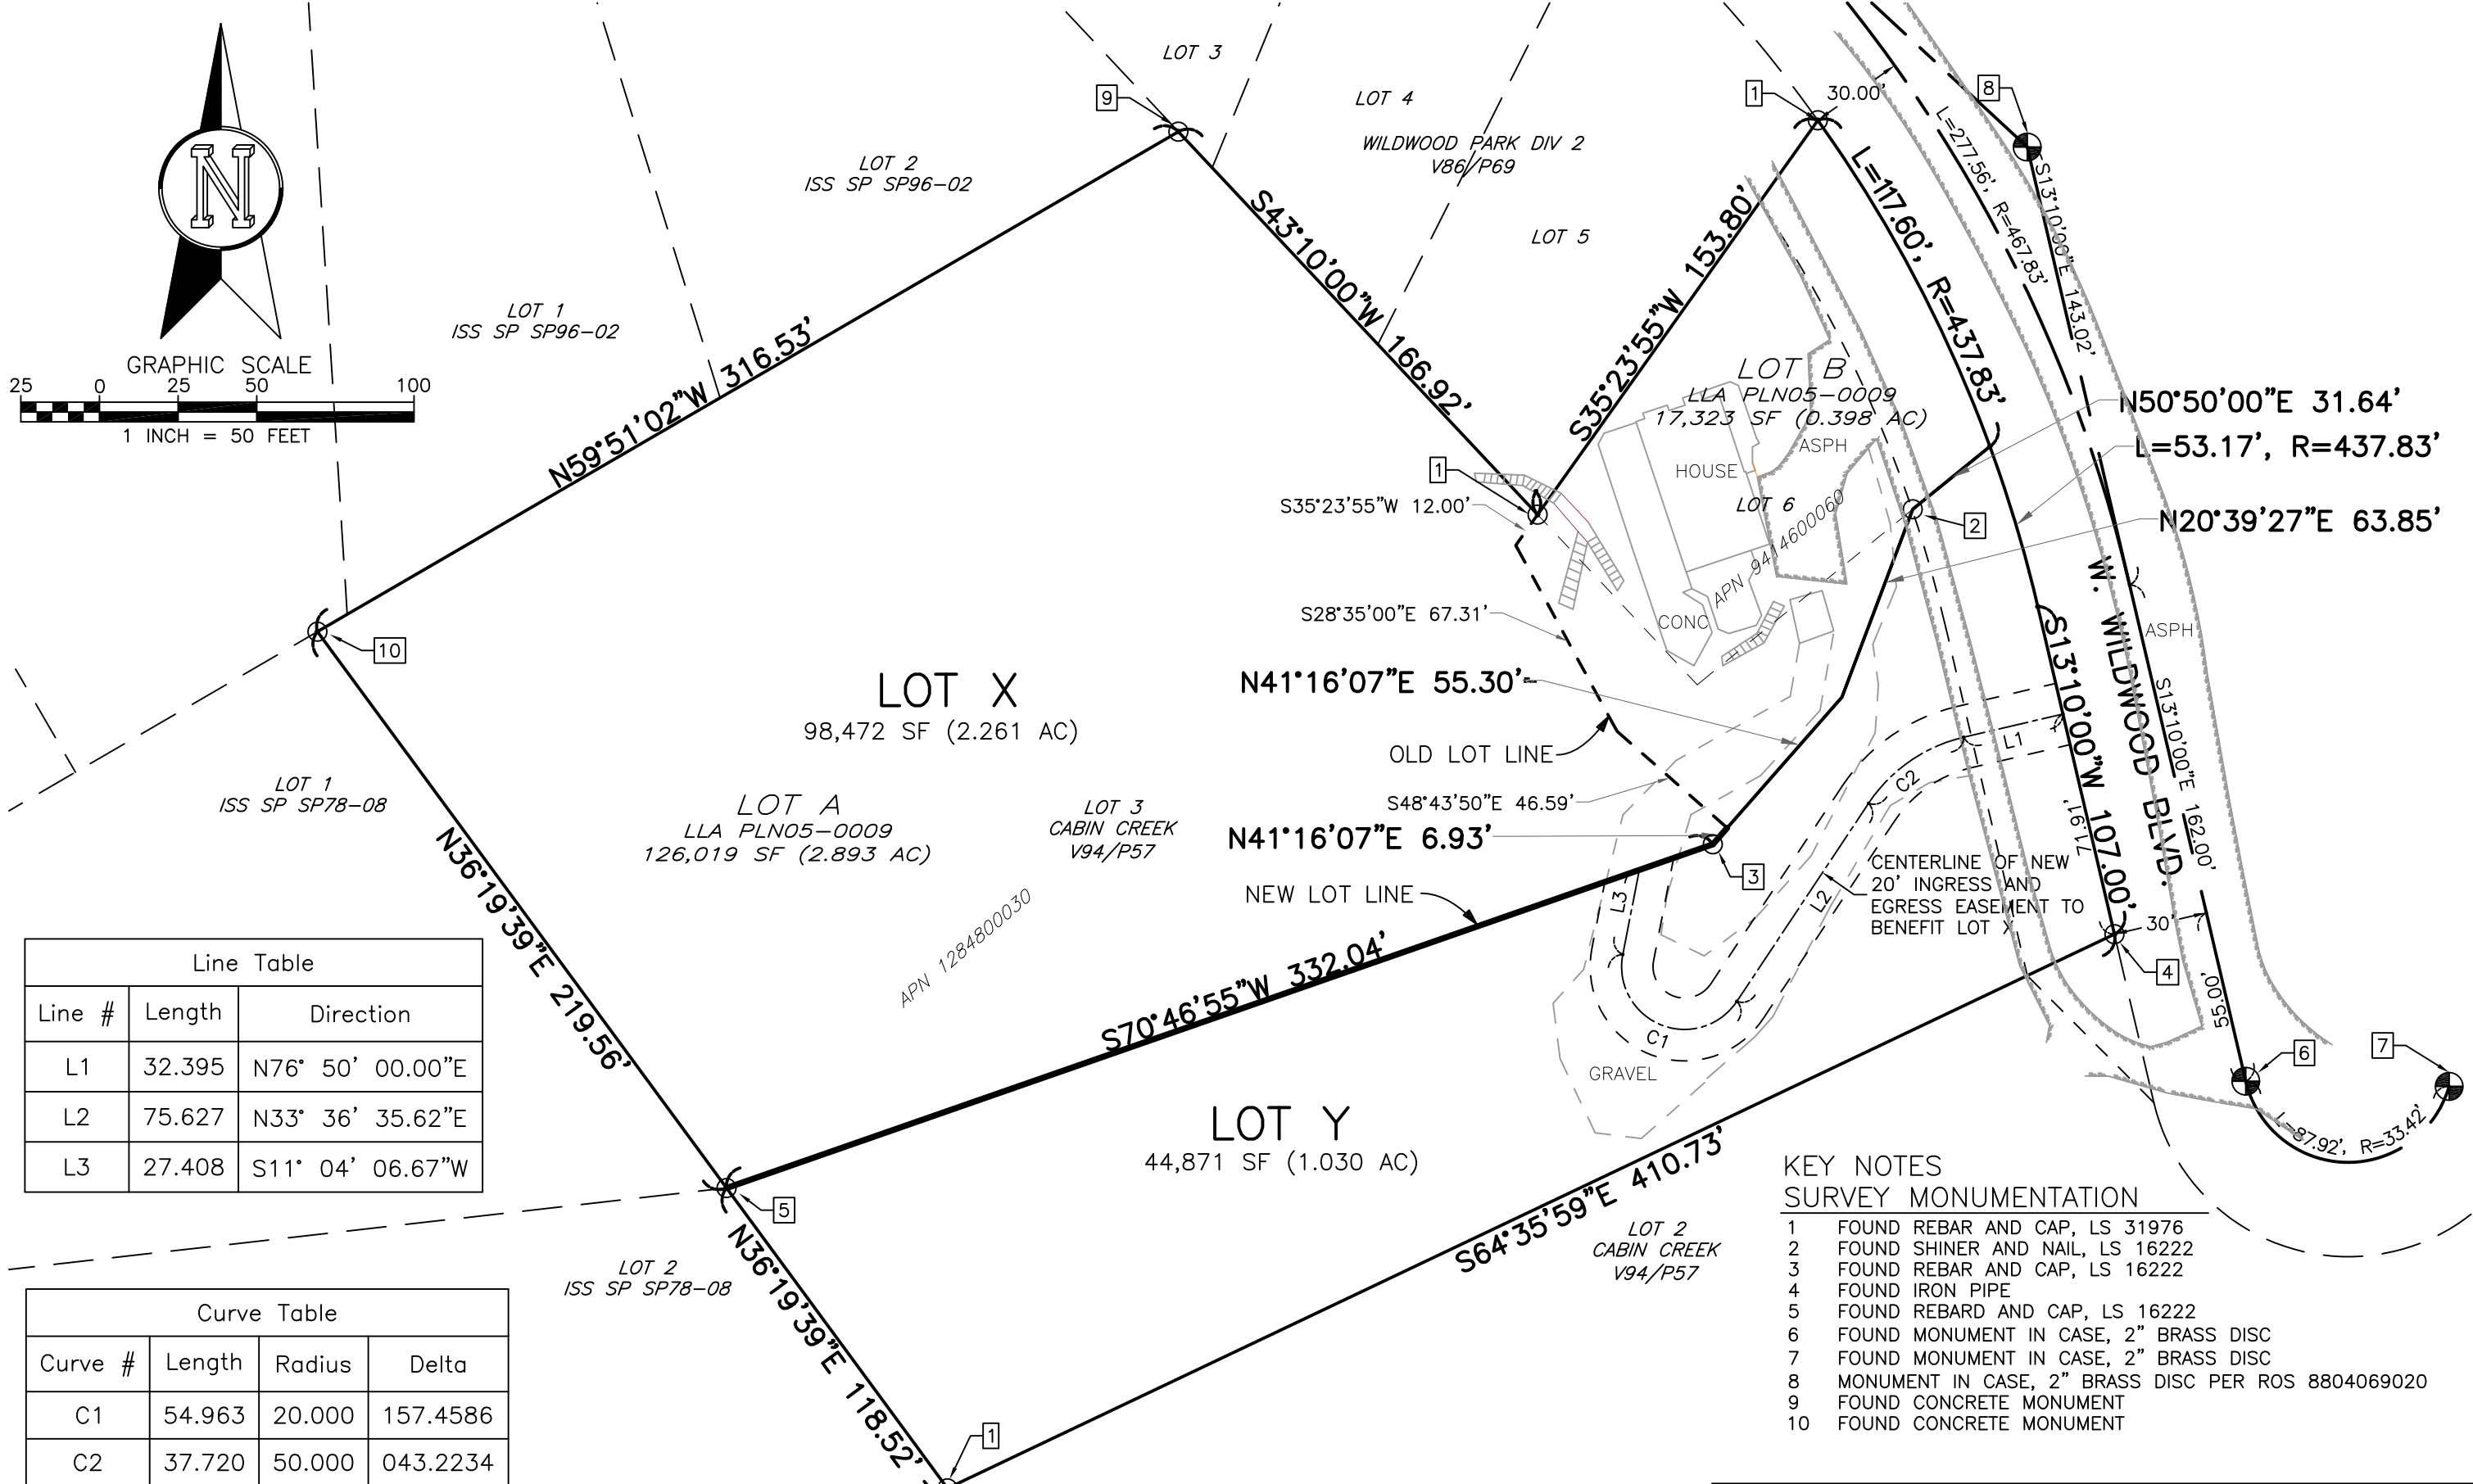 LOT 3
LOT 4
WILDWOOD PARK DIV 2
V86/P69
LOT 5
LOT 2
ISS SP SP96-02
LOT 1
ISS SP SP96-02
N
GRAPHIC SCALE
25 0 25 50 100
1 INCH = 50 FEET
9
1
8
30.00'
N59°51'02"W 316.53'
S43°10'00"W 166.92'
S35°23'55"W 153.80'
L=117.60', R=437.83'
L=277.56', R=467.83'
S13°10'00"E 143.02'
LOT B
LLA PLN05-0009
17,323 SF (0.398 AC)
ASPH
HOUSE
LOT 6
APN 9414600060
CONC
N50°50'00"E 31.64'
L=53.17', R=437.83'
N20°39'27"E 63.85'
1
2
S35°23'55"W 12.00'
S28°35'00"E 67.31'
N41°16'07"E 55.30'
OLD LOT LINE
S48°43'50"E 46.59'
N41°16'07"E 6.93'
NEW LOT LINE
3
10
LOT X
98,472 SF (2.261 AC)
LOT A
LLA PLN05-0009
126,019 SF (2.893 AC)
LOT 3
CABIN CREEK
V94/P57
APN 1284800030
LOT 1
ISS SP SP78-08
N36°19'39"E 219.56'
S70°46'55"W 332.04'
W. WILDWOOD BLVD.
ASPH
S13°10'00"W 107.00'
S13°10'00"E 162.00'
71.91'
L1
C2
L2
L3
C1
GRAVEL
CENTERLINE OF NEW
20' INGRESS AND
EGRESS EASEMENT TO
BENEFIT LOT X
30'
4
55.00'
6
7
L=87.92', R=33.42'
Line Table
Line # Length Direction
L1 32.395 N76° 50' 00.00"E
L2 75.627 N33° 36' 35.62"E
L3 27.408 S11° 04' 06.67"W
5
LOT Y
44,871 SF (1.030 AC)
S64°35'59"E 410.73'
LOT 2
CABIN CREEK
V94/P57
LOT 2
ISS SP SP78-08
N36°19'39"E 118.52'
1
Curve Table
Curve # Length Radius Delta
C1 54.963 20.000 157.4586
C2 37.720 50.000 043.2234
KEY NOTES
SURVEY MONUMENTATION
1 FOUND REBAR AND CAP, LS 31976
2 FOUND SHINER AND NAIL, LS 16222
3 FOUND REBAR AND CAP, LS 16222
4 FOUND IRON PIPE
5 FOUND REBARD AND CAP, LS 16222
6 FOUND MONUMENT IN CASE, 2" BRASS DISC
7 FOUND MONUMENT IN CASE, 2" BRASS DISC
8 MONUMENT IN CASE, 2" BRASS DISC PER ROS 8804069020
9 FOUND CONCRETE MONUMENT
10 FOUND CONCRETE MONUMENT